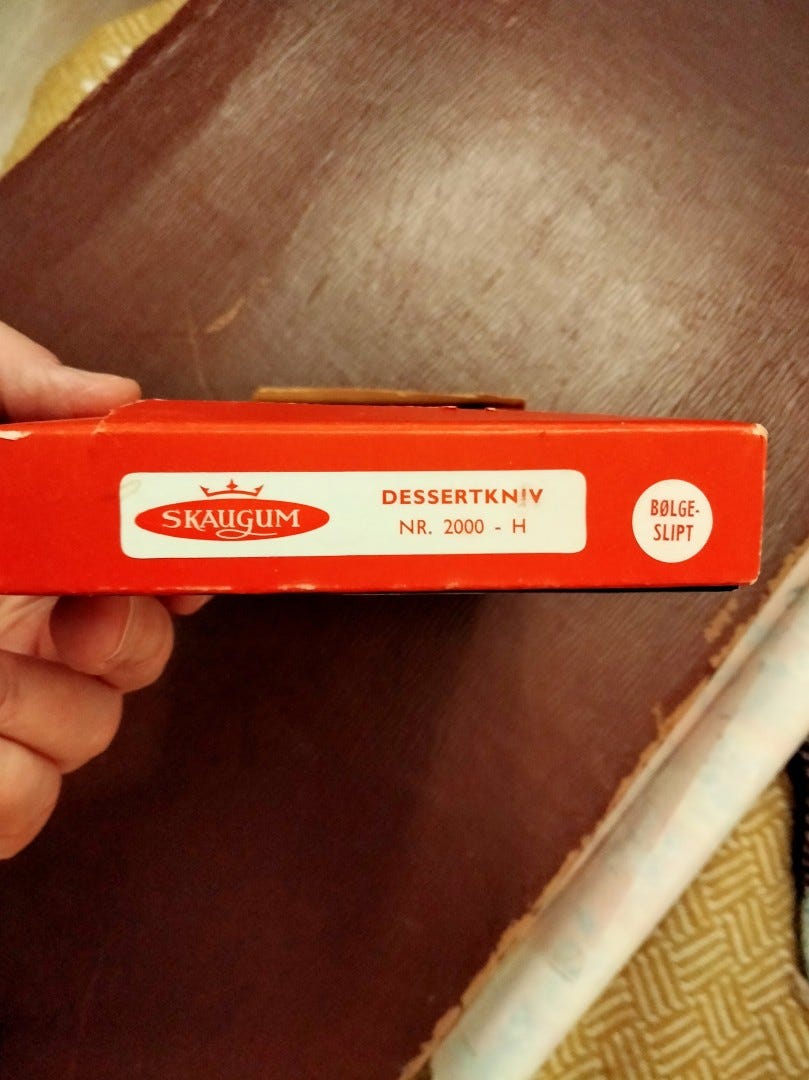 SKAUGUM
DESSERTKNIV
NR. 2000 - H
BØLGE-
SLIPT